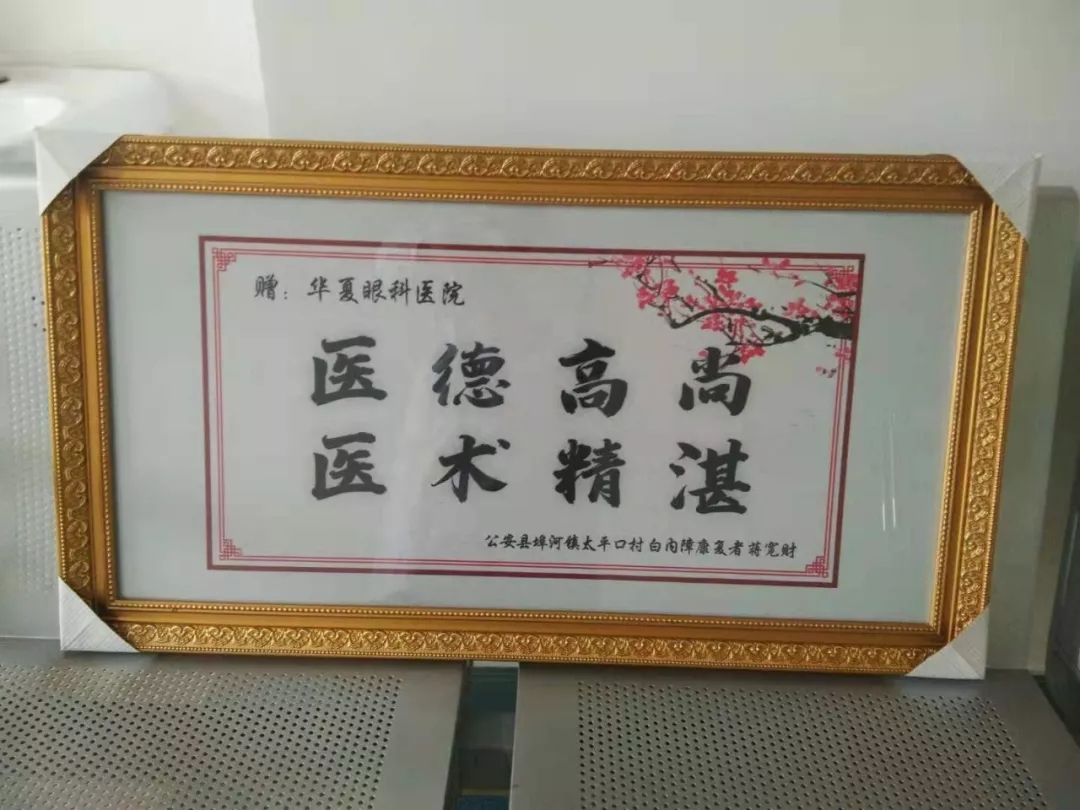 赠：华夏眼科医院
医德高尚
医术精湛
公安县埠河镇太平口村白内障康复者蒋宽财